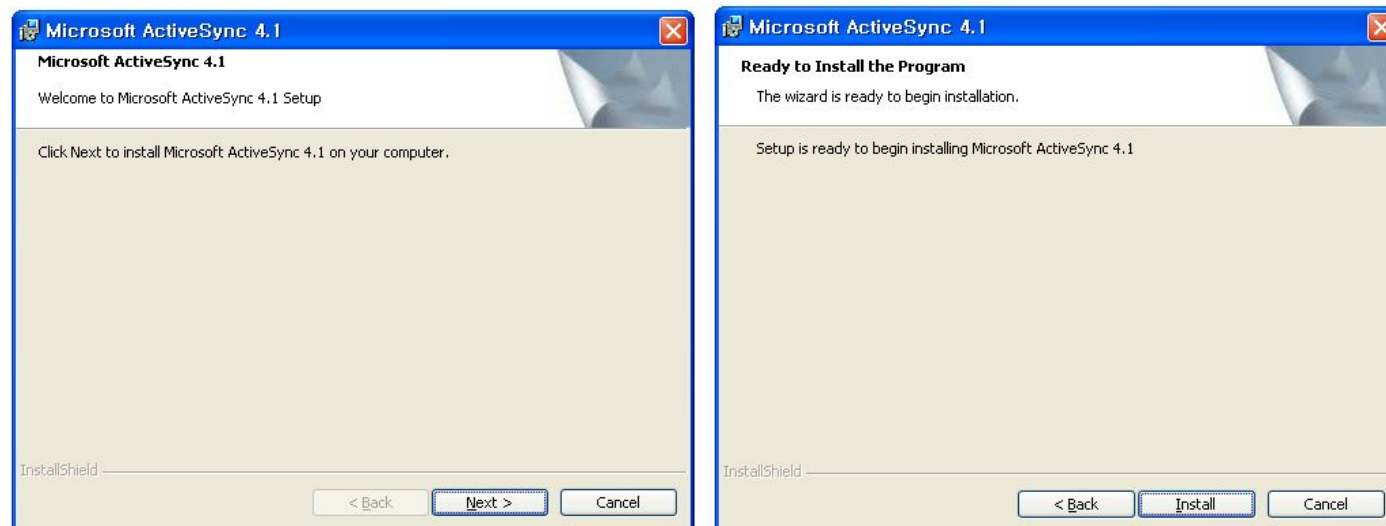 Microsoft ActiveSync 4.1
Microsoft ActiveSync 4.1
Welcome to Microsoft ActiveSync 4.1 Setup
Click Next to install Microsoft ActiveSync 4.1 on your computer.
InstallShield
< Back
Next >
Cancel
Microsoft ActiveSync 4.1
Ready to Install the Program
The wizard is ready to begin installation.
Setup is ready to begin installing Microsoft ActiveSync 4.1
InstallShield
< Back
Install
Cancel